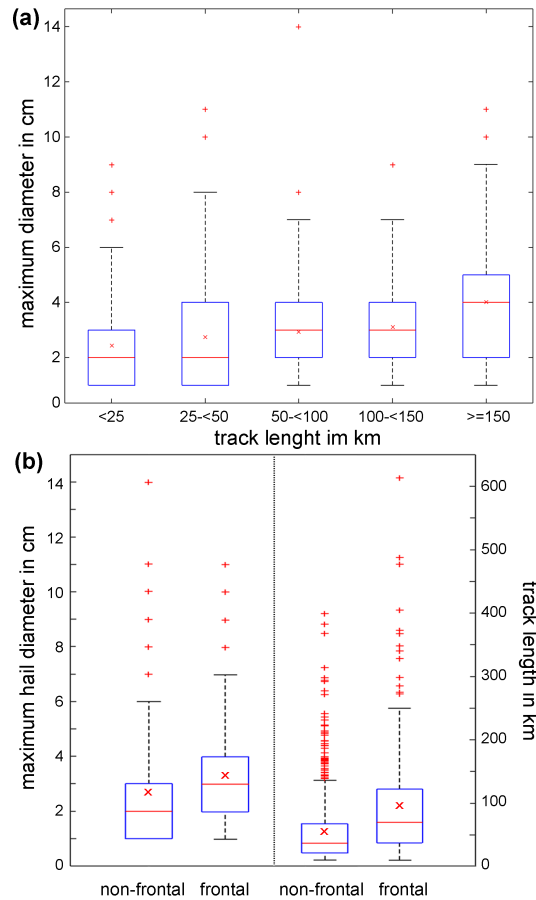 (a)
maximum diameter in cm
14
12
10
8
6
4
2
0
<25 25-<50 50-<100 100-<150 >=150
track lenght im km
(b)
maximum hail diameter in cm
14
12
10
8
6
4
2
0
600
500
400
300
200
100
0
track length in km
non-frontal frontal non-frontal frontal